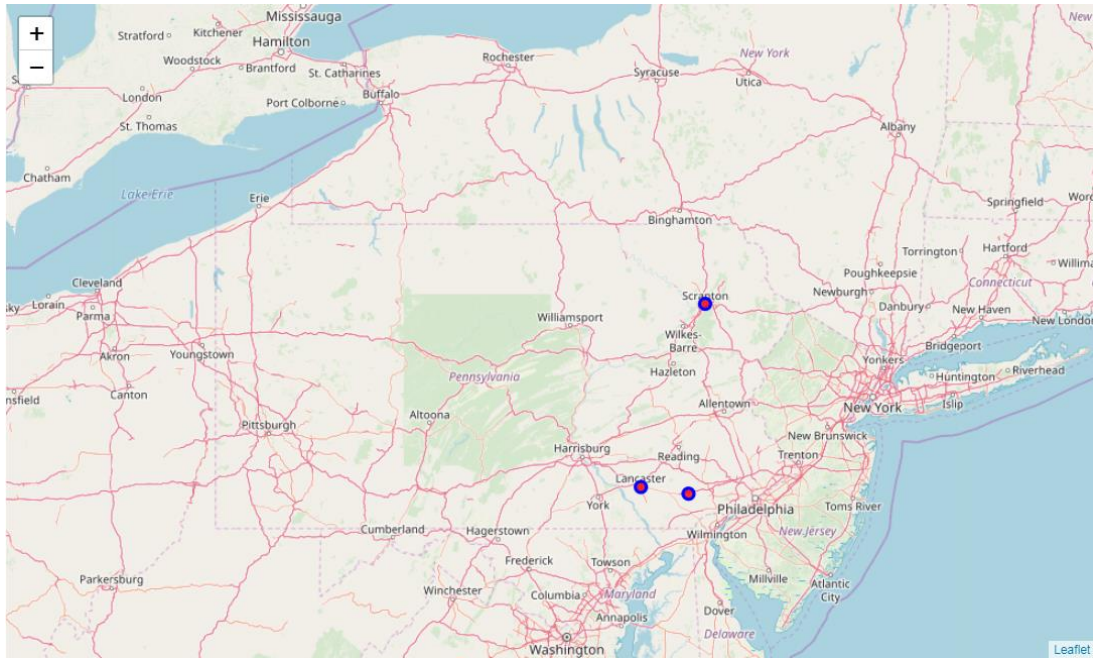 +
−
Mississauga
Stratford
Kitchener
Hamilton
Woodstock
Brantford
St. Catharines
London
Port Colborne
St. Thomas
Chatham
Lake Erie
Buffalo
Rochester
Syracuse
New York
Utica
Albany
Erie
Binghamton
Springfield
Torrington
Hartford
Poughkeepsie
Connecticut
Newburgh
Danbury
New Haven
New London
Bridgeport
Cleveland
Lorain
Parma
Akron
Youngstown
Canton
Scranton
Williamsport
Wilkes-
Barre
Hazleton
Pennsylvania
Yonkers
Huntington
Riverhead
Islip
New York
Allentown
Altoona
Pittsburgh
New Brunswick
Harrisburg
Reading
Trenton
Lancaster
York
Philadelphia
Toms River
Cumberland
Hagerstown
Wilmington
New Jersey
Parkersburg
Frederick
Towson
Millville
Atlantic
City
Winchester
Columbia
Maryland
Annapolis
Dover
Delaware
Washington
Leaflet